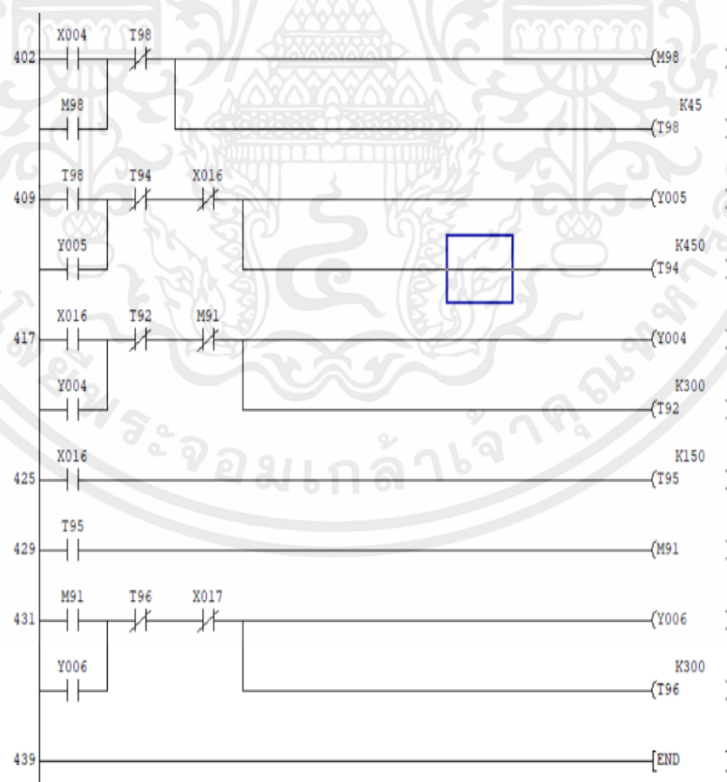 X004 T98
402 (M98
M98 K45
(T98
T98 T94 X016
409 (Y005
Y005 K450
(T94
X016 T92 M91
417 (Y004
Y004 K300
(T92
X016 K150
425 (T95
T95
429 (M91
M91 T96 X017
431 (Y006
Y006 K300
(T96
439 [END